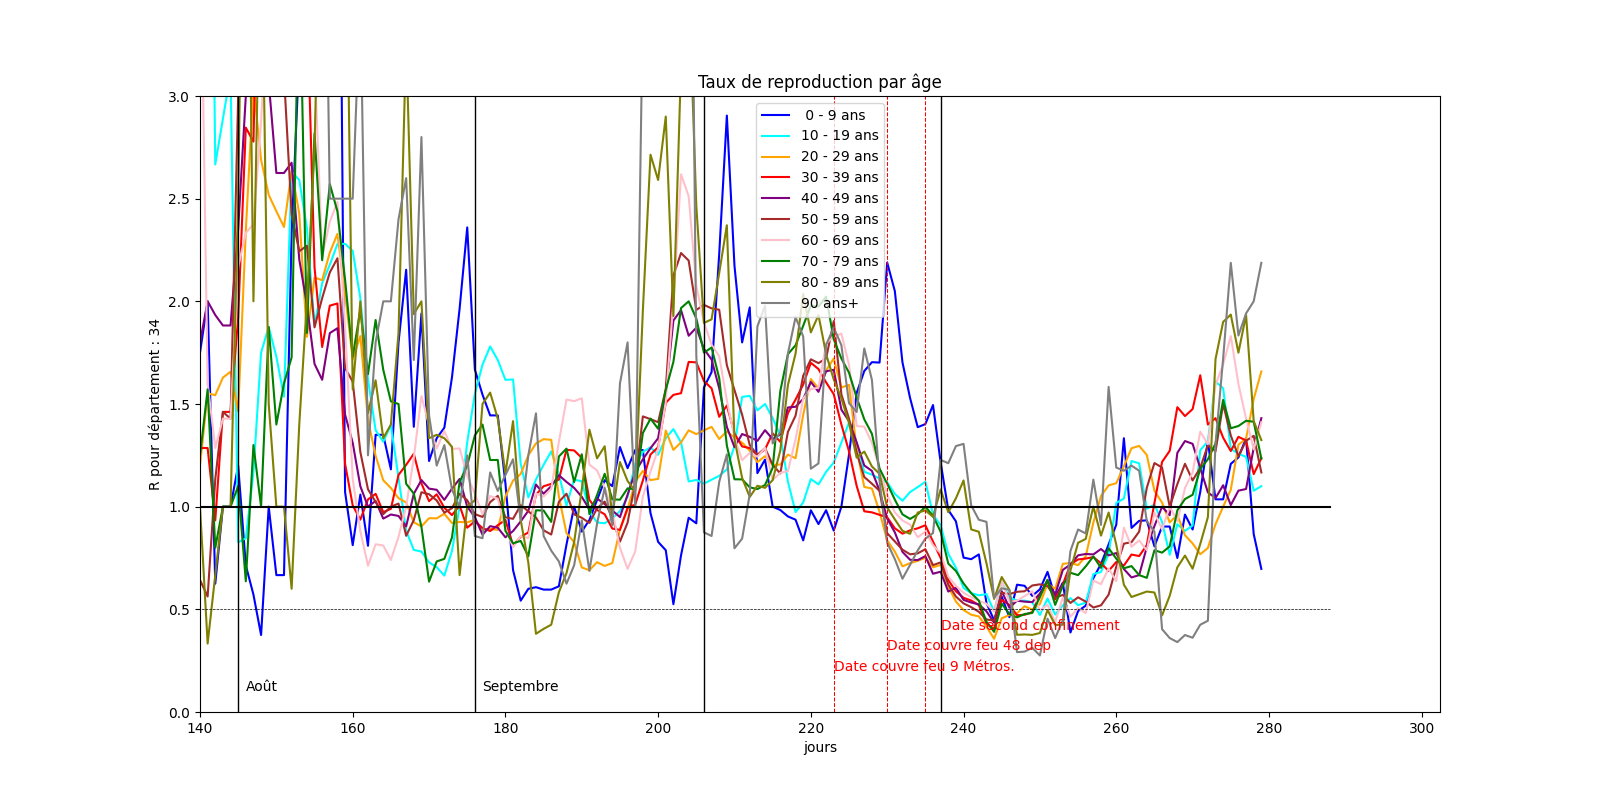 Taux de reproduction par âge
R pour département : 34
3.0
2.5
2.0
1.5
1.0
0.5
0.0
0 - 9 ans
10 - 19 ans
20 - 29 ans
30 - 39 ans
40 - 49 ans
50 - 59 ans
60 - 69 ans
70 - 79 ans
80 - 89 ans
90 ans+
Date second confinement
Date couvre feu 48 dep
Date couvre feu 9 Métros.
Août
Septembre
140 160 180 200 220 240 260 280 300
jours